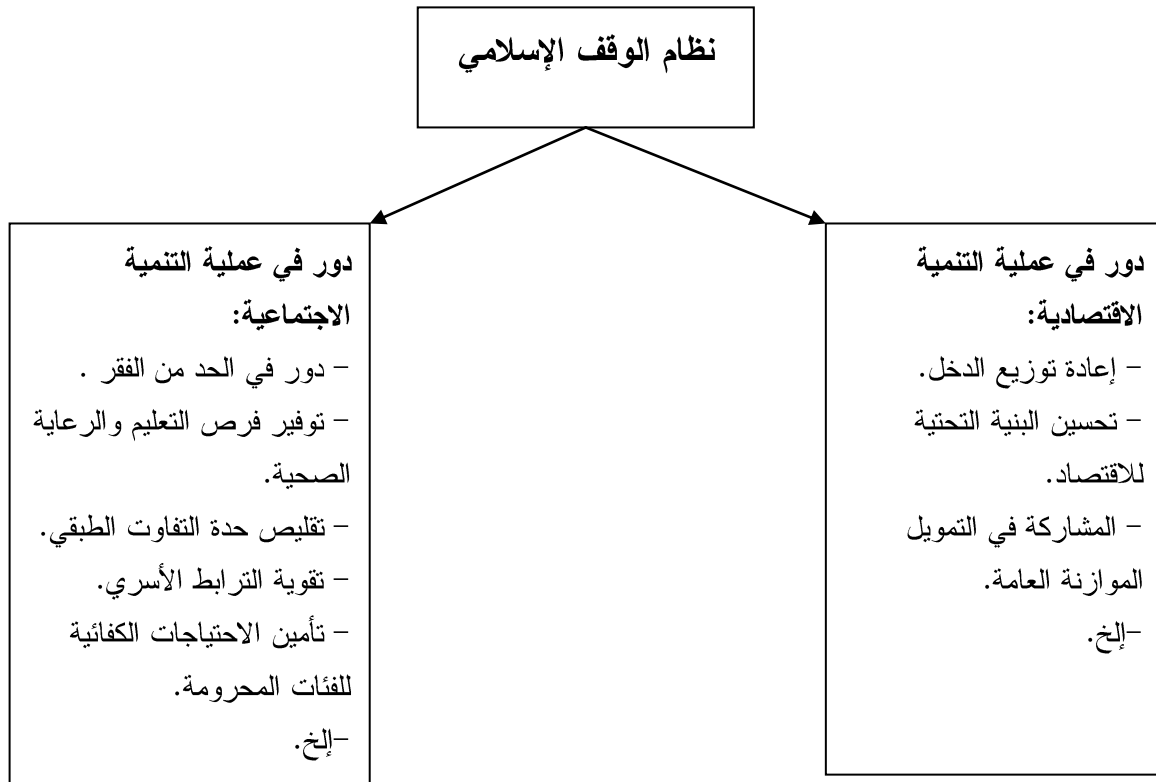 نظام الوقف الإسلامي
دور في عملية التنمية
الاقتصادية:
- إعادة توزيع الدخل.
- تحسين البنية التحتية
للاقتصاد.
- المشاركة في التمويل
الموازنة العامة.
-إلخ.
دور في عملية التنمية
الاجتماعية:
- دور في الحد من الفقر .
- توفير فرص التعليم والرعاية
الصحية.
- تقليص حدة التفاوت الطبقي.
- تقوية الترابط الأسري.
- تأمين الاحتياجات الكفائية
للفئات المحرومة.
-إلخ.